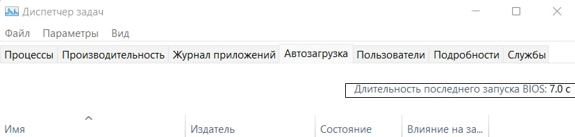 Диспетчер задач
Файл Параметры Вид
Процессы Производительность Журнал приложений Автозагрузка Пользователи Подробности Службы
Длительность последнего запуска BIOS: 7.0 с
Имя Издатель Состояние Влияние на за...